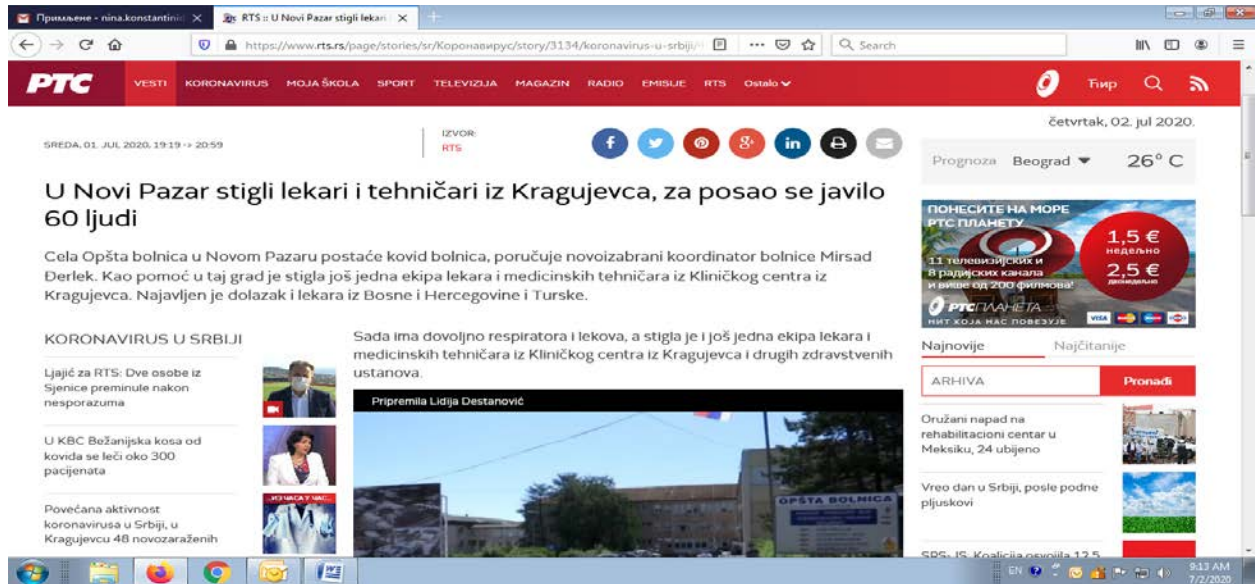 Примљене - nina.konstantinic
RTS :: U Novi Pazar stigli lekari i
https://www.rts.rs/page/stories/sr/Коронавирус/story/3134/koronavirus-u-srbiji/
Search
РТС
VESTI
KORONAVIRUS
MOJA ŠKOLA
SPORT
TELEVIZIJA
MAGAZIN
RADIO
EMISIJE
RTS
Ostalo
Ћир
četvrtak, 02. jul 2020.
SREDA, 01. JUL 2020, 19:19 -> 20:59
IZVOR:
RTS
Prognoza Beograd 26° C
U Novi Pazar stigli lekari i tehničari iz Kragujevca, za posao se javilo
60 ljudi
Cela Opšta bolnica u Novom Pazaru postaće kovid bolnica, poručuje novoizabrani koordinator bolnice Mirsad
Đerlek. Kao pomoć u taj grad je stigla još jedna ekipa lekara i medicinskih tehničara iz Kliničkog centra iz
Kragujevca. Najavljen je dolazak i lekara iz Bosne i Hercegovine i Turske.
KORONAVIRUS U SRBIJI
Ljajić za RTS: Dve osobe iz
Sjenice preminule nakon
nesporazuma
U KBC Bežanijska kosa od
kovida se leči oko 300
pacijenata
Povećana aktivnost
koronavirusa u Srbiji, u
Kragujevcu 48 novozaraženih
Sada ima dovoljno respiratora i lekova, a stigla je i još jedna ekipa lekara i
medicinskih tehničara iz Kliničkog centra iz Kragujevca i drugih zdravstvenih
ustanova.
Pripremila Lidija Destanović
OPŠTA BOLNICA
ПОНЕСИТЕ НА МОРЕ
РТС ПЛАНЕТУ
11 телевизијских и
8 радијских канала
и више од 200 филмова!
1,5 €
недељно
2,5 €
двонедељно
РТС ПЛАНЕТА
НИТ КОЈА НАС ПОВЕЗУЈЕ
VISA
Najnovije
Najčitanije
ARHIVA
Pronađi
Oružani napad na
rehabilitacioni centar u
Meksiku, 24 ubijeno
Vreo dan u Srbiji, posle podne
pljuskovi
SPS-JS: Koalicija osvojila 12,5
EN
9:13 AM
7/2/2020